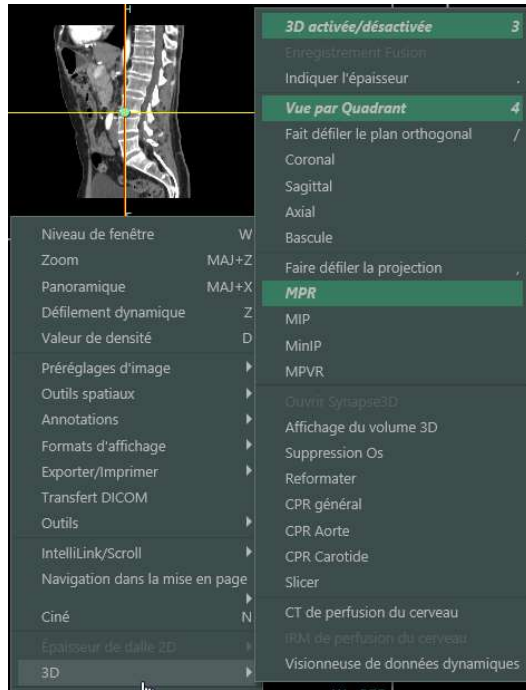 H
Niveau de fenêtre W
Zoom MAJ+Z
Panoramique MAJ+X
Défilement dynamique Z
Valeur de densité D
Préréglages d'image
Outils spatiaux
Annotations
Formats d'affichage
Exporter/Imprimer
Transfert DICOM
Outils
IntelliLink/Scroll
Navigation dans la mise en page
Ciné N
Épaisseur de dalle 2D
3D
3D activée/désactivée 3
Enregistrement Fusion
Indiquer l'épaisseur .
Vue par Quadrant 4
Fait défiler le plan orthogonal /
Coronal
Sagittal
Axial
Bascule
Faire défiler la projection ,
MPR
MIP
MinIP
MPVR
Ouvrir Synapse3D
Affichage du volume 3D
Suppression Os
Reformater
CPR général
CPR Aorte
CPR Carotide
Slicer
CT de perfusion du cerveau
IRM de perfusion du cerveau
Visionneuse de données dynamiques